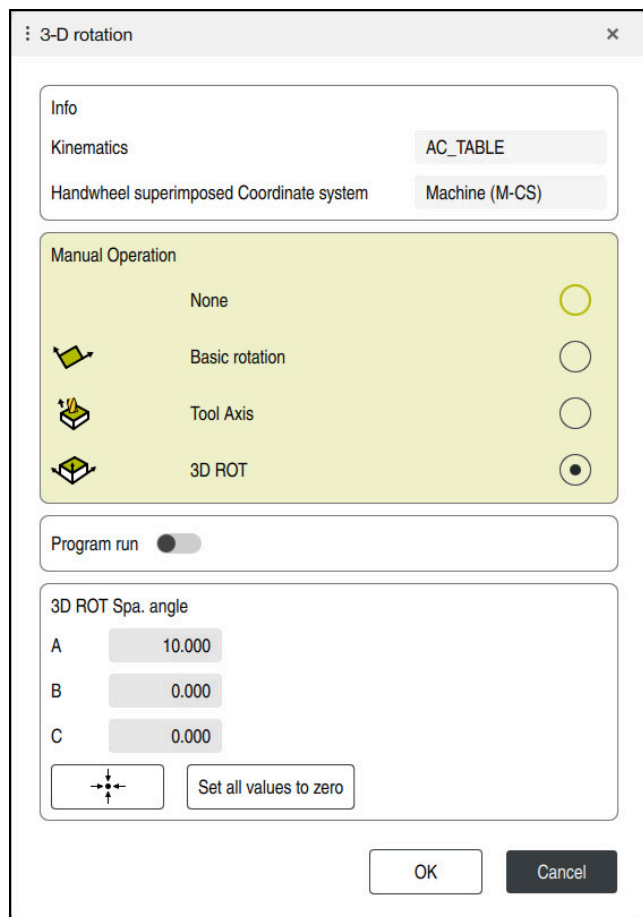 3-D rotation
Info
Kinematics AC_TABLE
Handwheel superimposed Coordinate system Machine (M-CS)
Manual Operation
None
Basic rotation
Tool Axis
3D ROT
Program run
3D ROT Spa. angle
A 10.000
B 0.000
C 0.000
Set all values to zero
OK Cancel